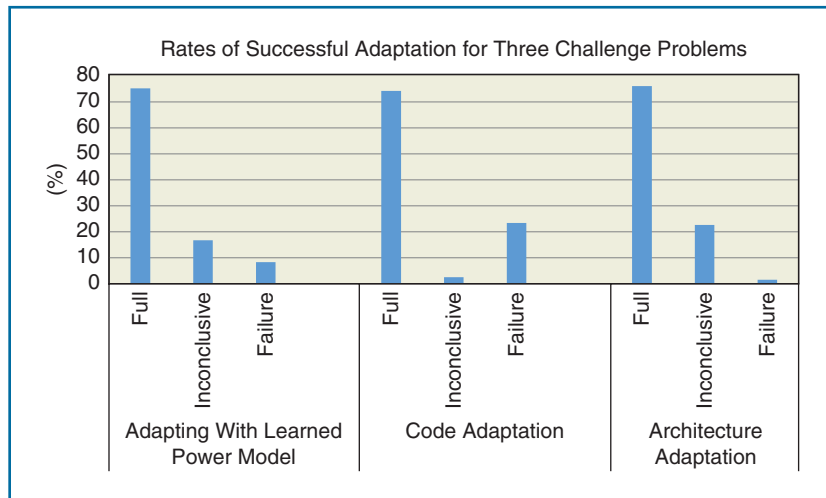 Rates of Successful Adaptation for Three Challenge Problems
(%)
80
70
60
50
40
30
20
10
0
Full
Inconclusive
Failure
Full
Inconclusive
Failure
Full
Inconclusive
Failure
Adapting With Learned
Power Model
Code Adaptation
Architecture
Adaptation